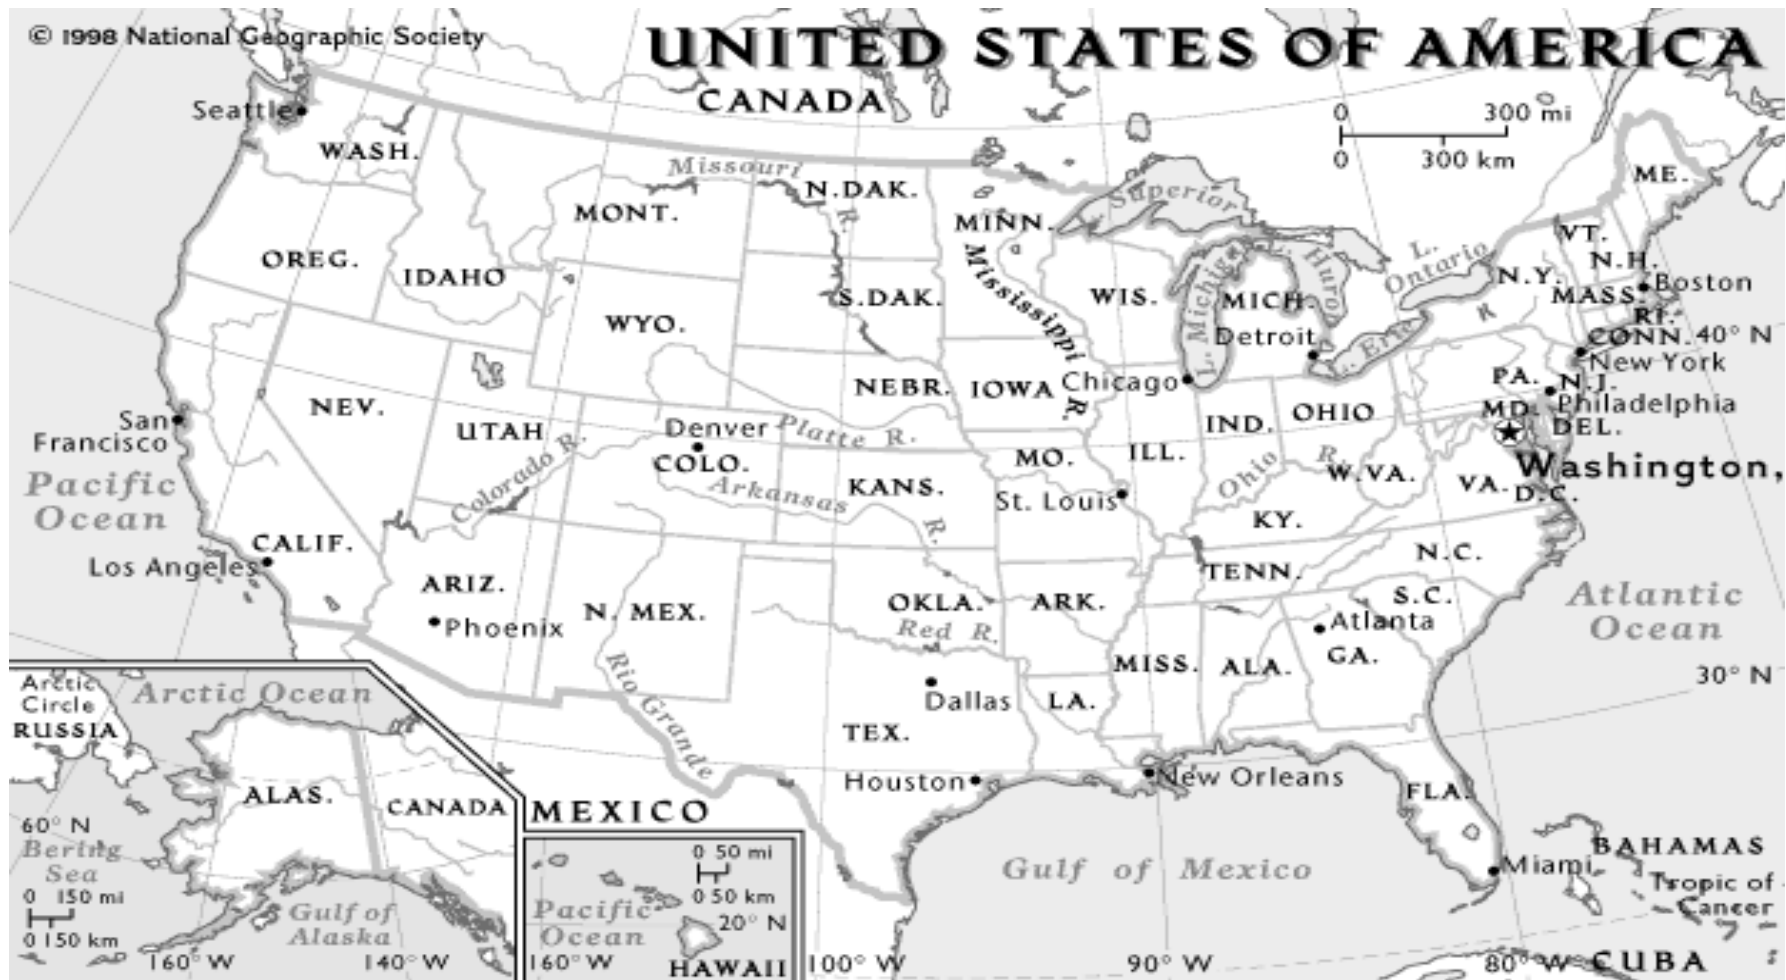 © 1998 National Geographic Society
UNITED STATES OF AMERICA
CANADA
0 300 mi
0 300 km
Seattle
WASH.
Missouri
R.
N.DAK.
MONT.
MINN.
L. Superior
ME.
OREG.
IDAHO
Mississippi R.
VT.
N.H.
L.
Ontario
N.Y.
Boston
MASS.
S.DAK.
WIS.
L. Michigan
MICH.
L. Huron
WYO.
Detroit
L. Erie
R.I.
CONN.
40° N
New York
NEBR.
IOWA
Chicago
PA.
N.J.
NEV.
IND.
OHIO
MD.
Philadelphia
San
Francisco
UTAH
Denver
Platte R.
DEL.
Colorado R.
COLO.
MO.
ILL.
Ohio R.
W.VA.
Washington,
D.C.
Pacific
Ocean
Arkansas
R.
KANS.
St. Louis
VA.
KY.
CALIF.
Los Angeles
ARIZ.
Phoenix
N. MEX.
OKLA.
Red R.
ARK.
TENN.
N.C.
S.C.
Atlantic
Ocean
Atlanta
GA.
MISS.
ALA.
30° N
Rio Grande
Dallas
LA.
TEX.
Houston
New Orleans
FLA.
MEXICO
Gulf of Mexico
Miami
BAHAMAS
Tropic of
Cancer
CUBA
100° W
90° W
80° W
Arctic
Circle
RUSSIA
Arctic Ocean
ALAS.
CANADA
60° N
Bering
Sea
0 150 mi
0 150 km
Gulf of
Alaska
160° W
140° W
0 50 mi
0 50 km
Pacific
Ocean
20° N
160° W
HAWAII